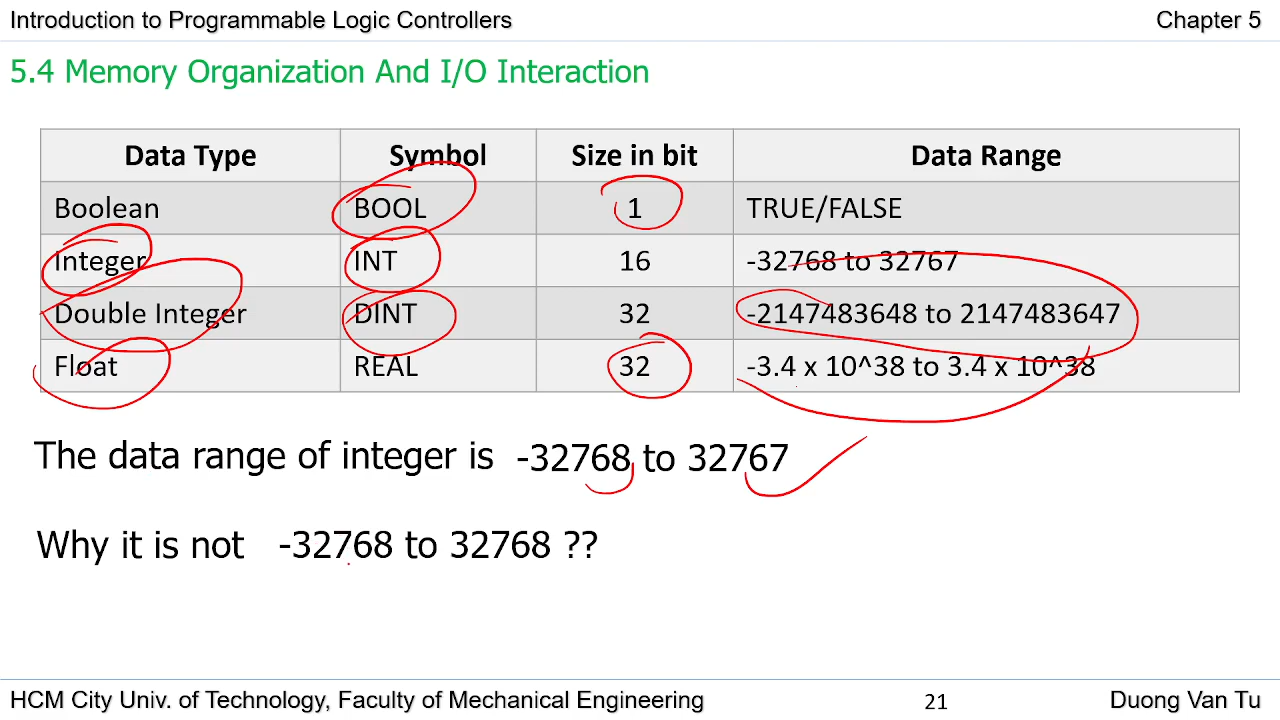 Introduction to Programmable Logic Controllers Chapter 5
5.4 Memory Organization And I/O Interaction
Data Type Symbol Size in bit Data Range
Boolean BOOL 1 TRUE/FALSE
Integer INT 16 -32768 to 32767
Double Integer DINT 32 -2147483648 to 2147483647
Float REAL 32 -3.4 x 10^38 to 3.4 x 10^38
The data range of integer is -32768 to 32767
Why it is not -32768 to 32768 ??
HCM City Univ. of Technology, Faculty of Mechanical Engineering 21 Duong Van Tu